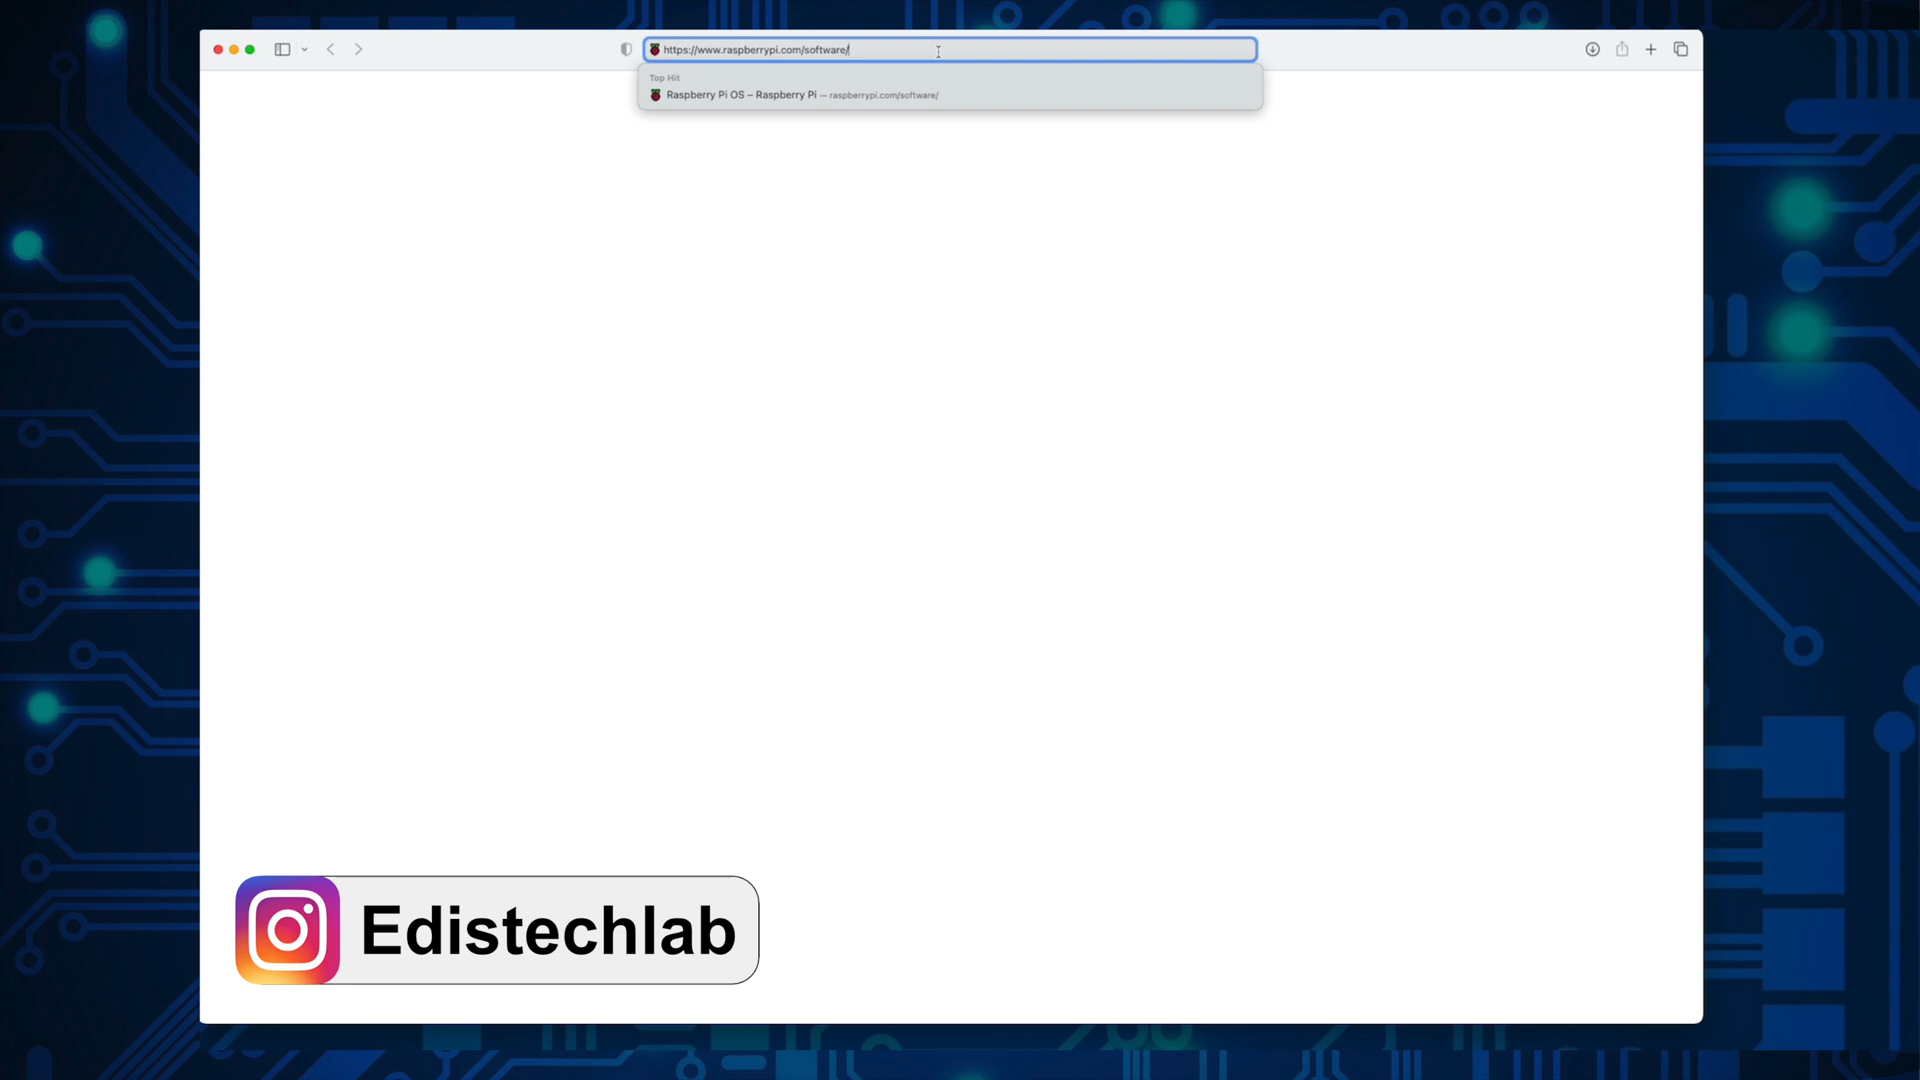 https://www.raspberrypi.com/software/
Top Hit
Raspberry Pi OS – Raspberry Pi — raspberrypi.com/software/
Edistechlab